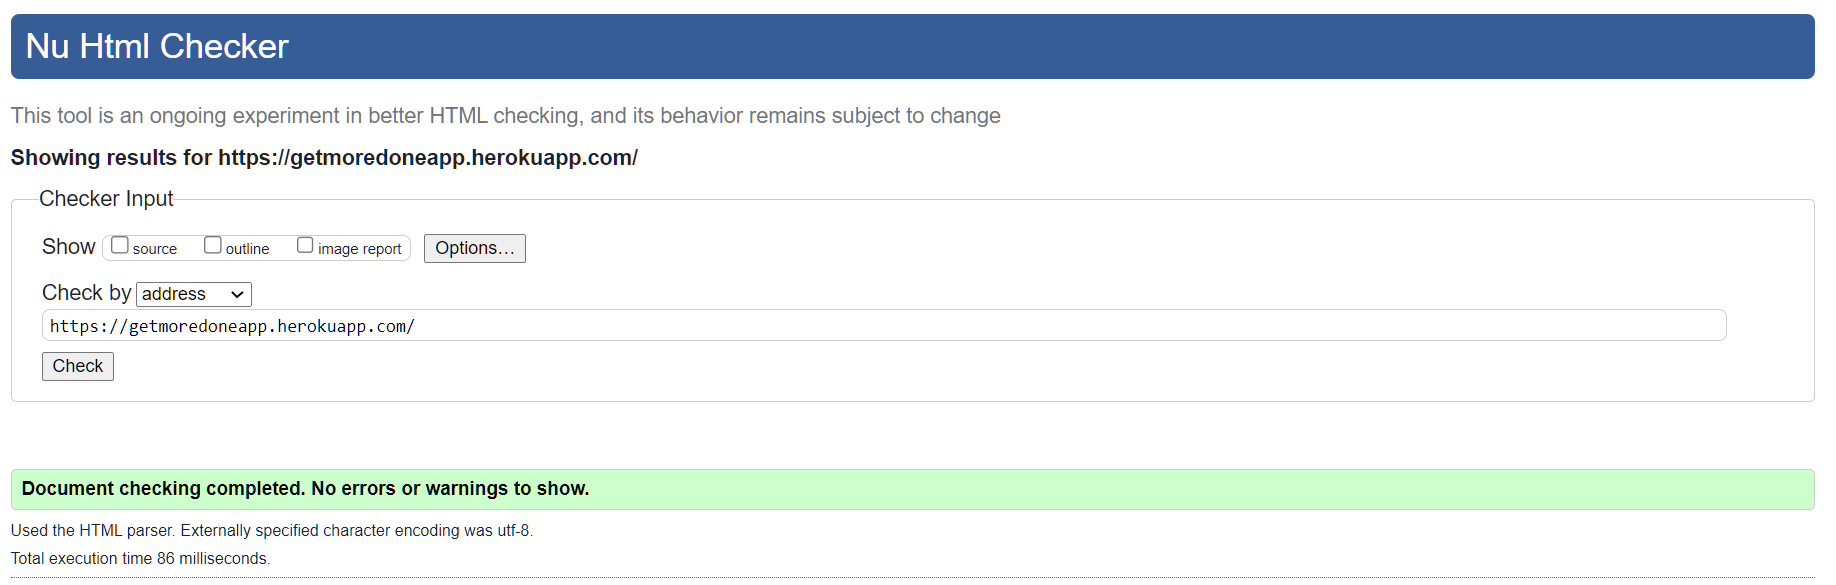 Nu Html Checker
This tool is an ongoing experiment in better HTML checking, and its behavior remains subject to change
Showing results for https://getmoredoneapp.herokuapp.com/
Checker Input
Show source outline image report Options…
Check by address
https://getmoredoneapp.herokuapp.com/
Check
Document checking completed. No errors or warnings to show.
Used the HTML parser. Externally specified character encoding was utf-8.
Total execution time 86 milliseconds.